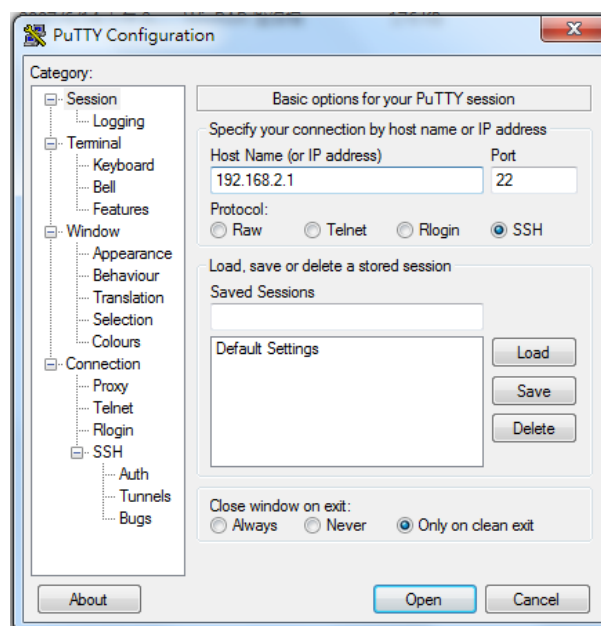 PuTTY Configuration
Category:
Session
Logging
Terminal
Keyboard
Bell
Features
Window
Appearance
Behaviour
Translation
Selection
Colours
Connection
Proxy
Telnet
Rlogin
SSH
Auth
Tunnels
Bugs
Basic options for your PuTTY session
Specify your connection by host name or IP address
Host Name (or IP address) Port
192.168.2.1 22
Protocol:
Raw Telnet Rlogin SSH
Load, save or delete a stored session
Saved Sessions
Default Settings
Load
Save
Delete
Close window on exit:
Always Never Only on clean exit
About Open Cancel